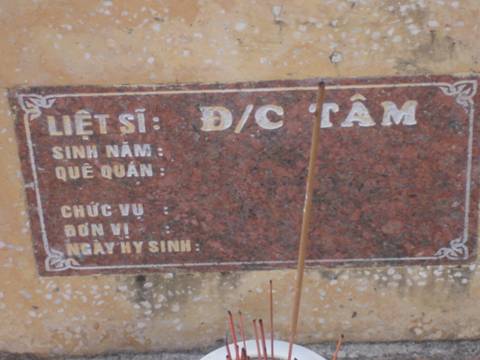 LIỆT SĨ: Đ/C TÂM
SINH NĂM:
QUÊ QUÁN:
CHỨC VỤ :
ĐƠN VỊ :
NGÀY HY SINH: